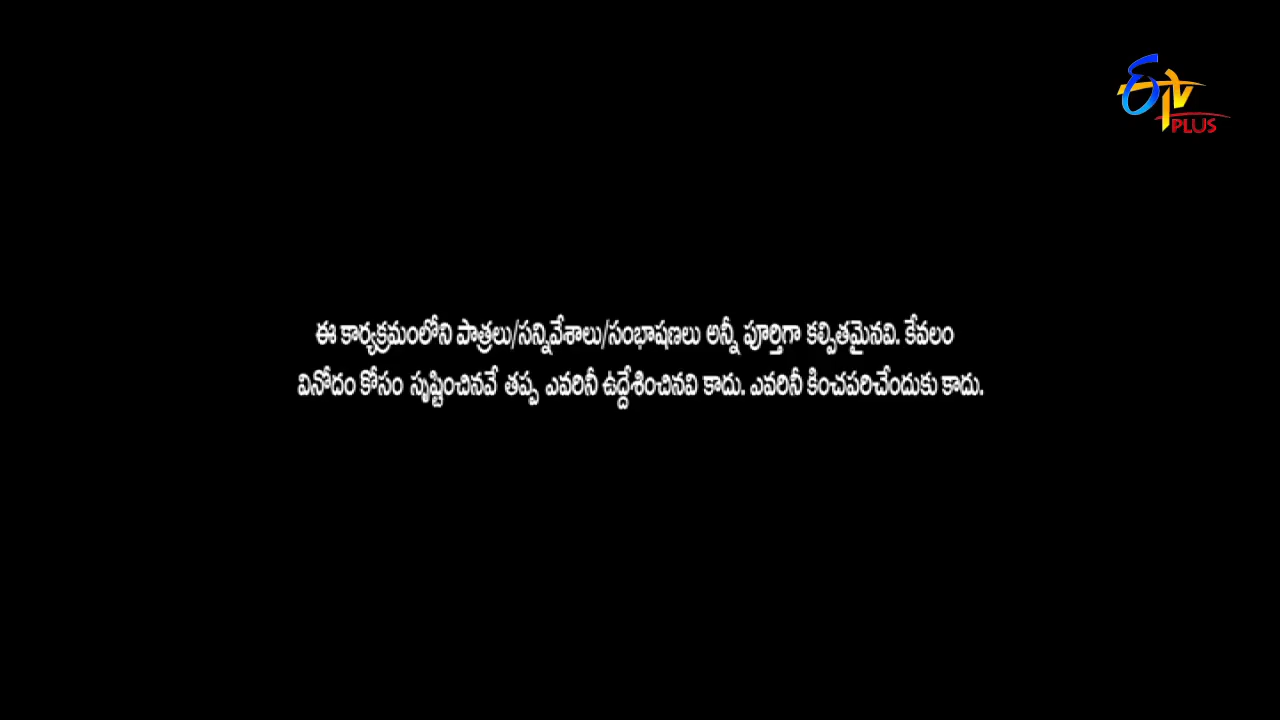 ETV
PLUS
ఈ కార్యక్రమంలోని పాత్రలు/సన్నివేశాలు/సంభాషణలు అన్నీ పూర్తిగా కల్పితమైనవి. కేవలం
వినోదం కోసం సృష్టించినవే తప్ప ఎవరినీ ఉద్దేశించినవి కాదు. ఎవరినీ కించపరిచేందుకు కాదు.